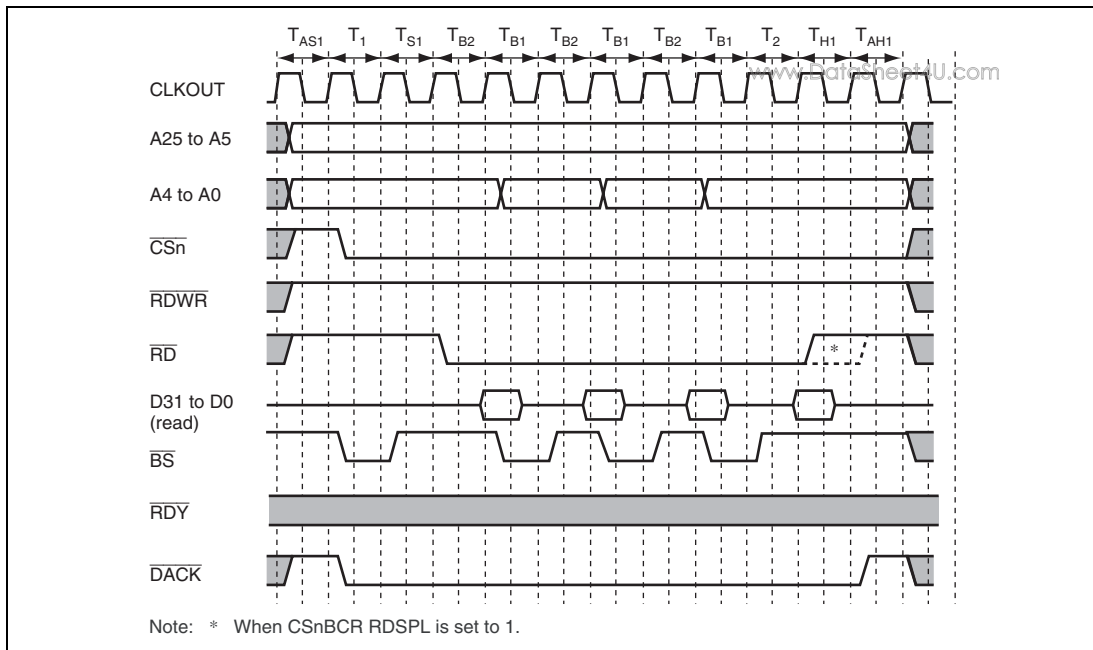 TAS1 T1 TS1 TB2 TB1 TB2 TB1 TB2 TB1 T2 TH1 TAH1
www.DataSheet4U.com
CLKOUT
A25 to A5
A4 to A0
CSn
RDWR
RD
*
D31 to D0
(read)
BS
RDY
DACK
Note: * When CSnBCR RDSPL is set to 1.